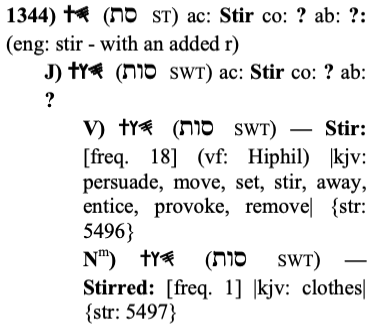 1344) (סת ST) ac: Stir co: ? ab: ?:
(eng: stir - with an added r)
J) (סות SWT) ac: Stir co: ? ab:
?
V) (סות SWT) — Stir:
[freq. 18] (vf: Hiphil) |kjv:
persuade, move, set, stir, away,
entice, provoke, remove| {str:
5496}
Nᵐ) (סות SWT) —
Stirred: [freq. 1] |kjv: clothes|
{str: 5497}